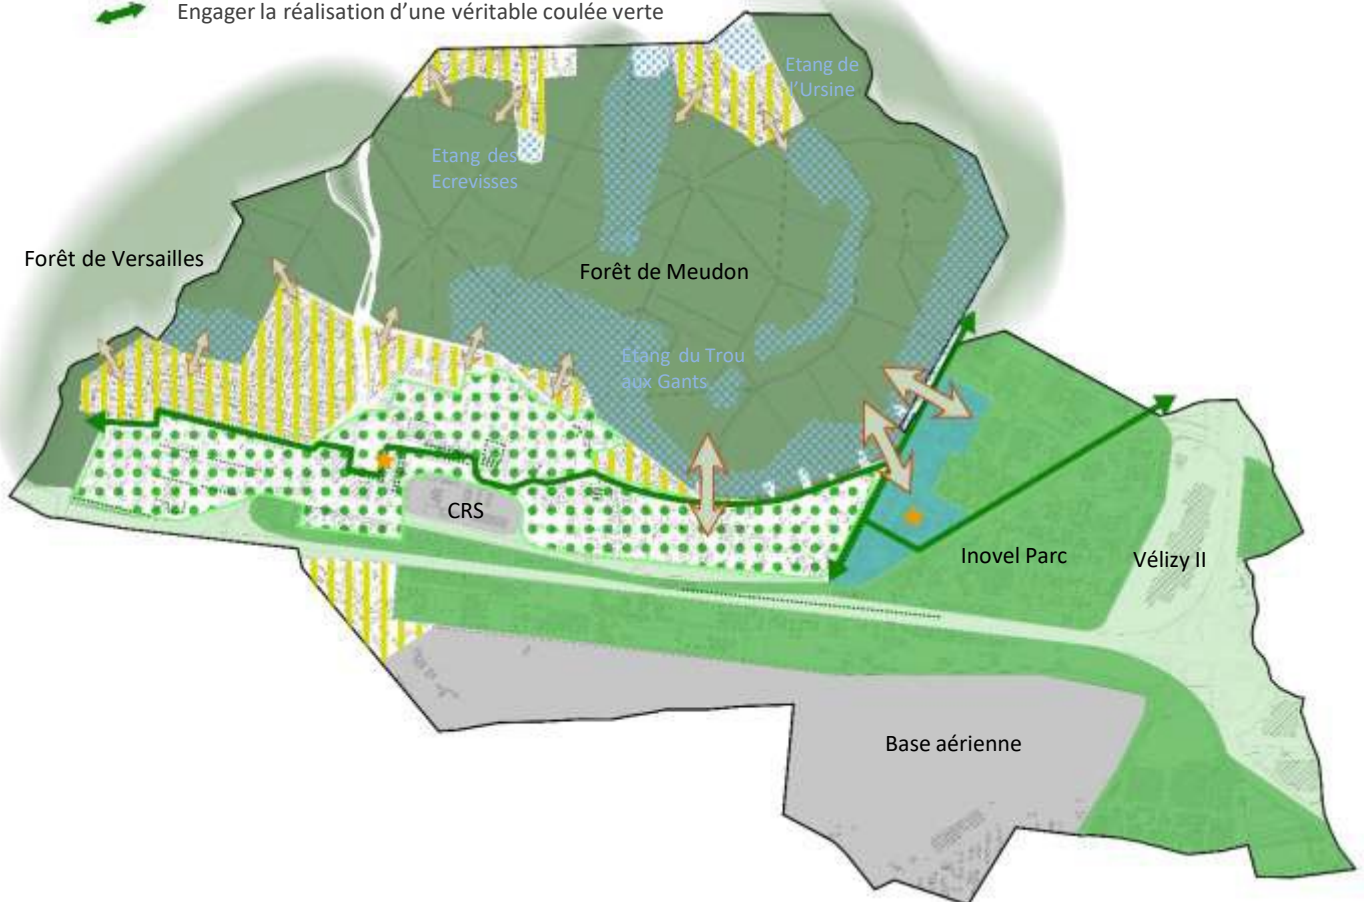 Engager la réalisation d'une véritable coulée verte
Etang de
l'Ursine
Etang des
Ecrevisses
Forêt de Versailles
Forêt de Meudon
Etang du Trou
aux Gants
CRS
Inovel Parc
Vélizy II
Base aérienne